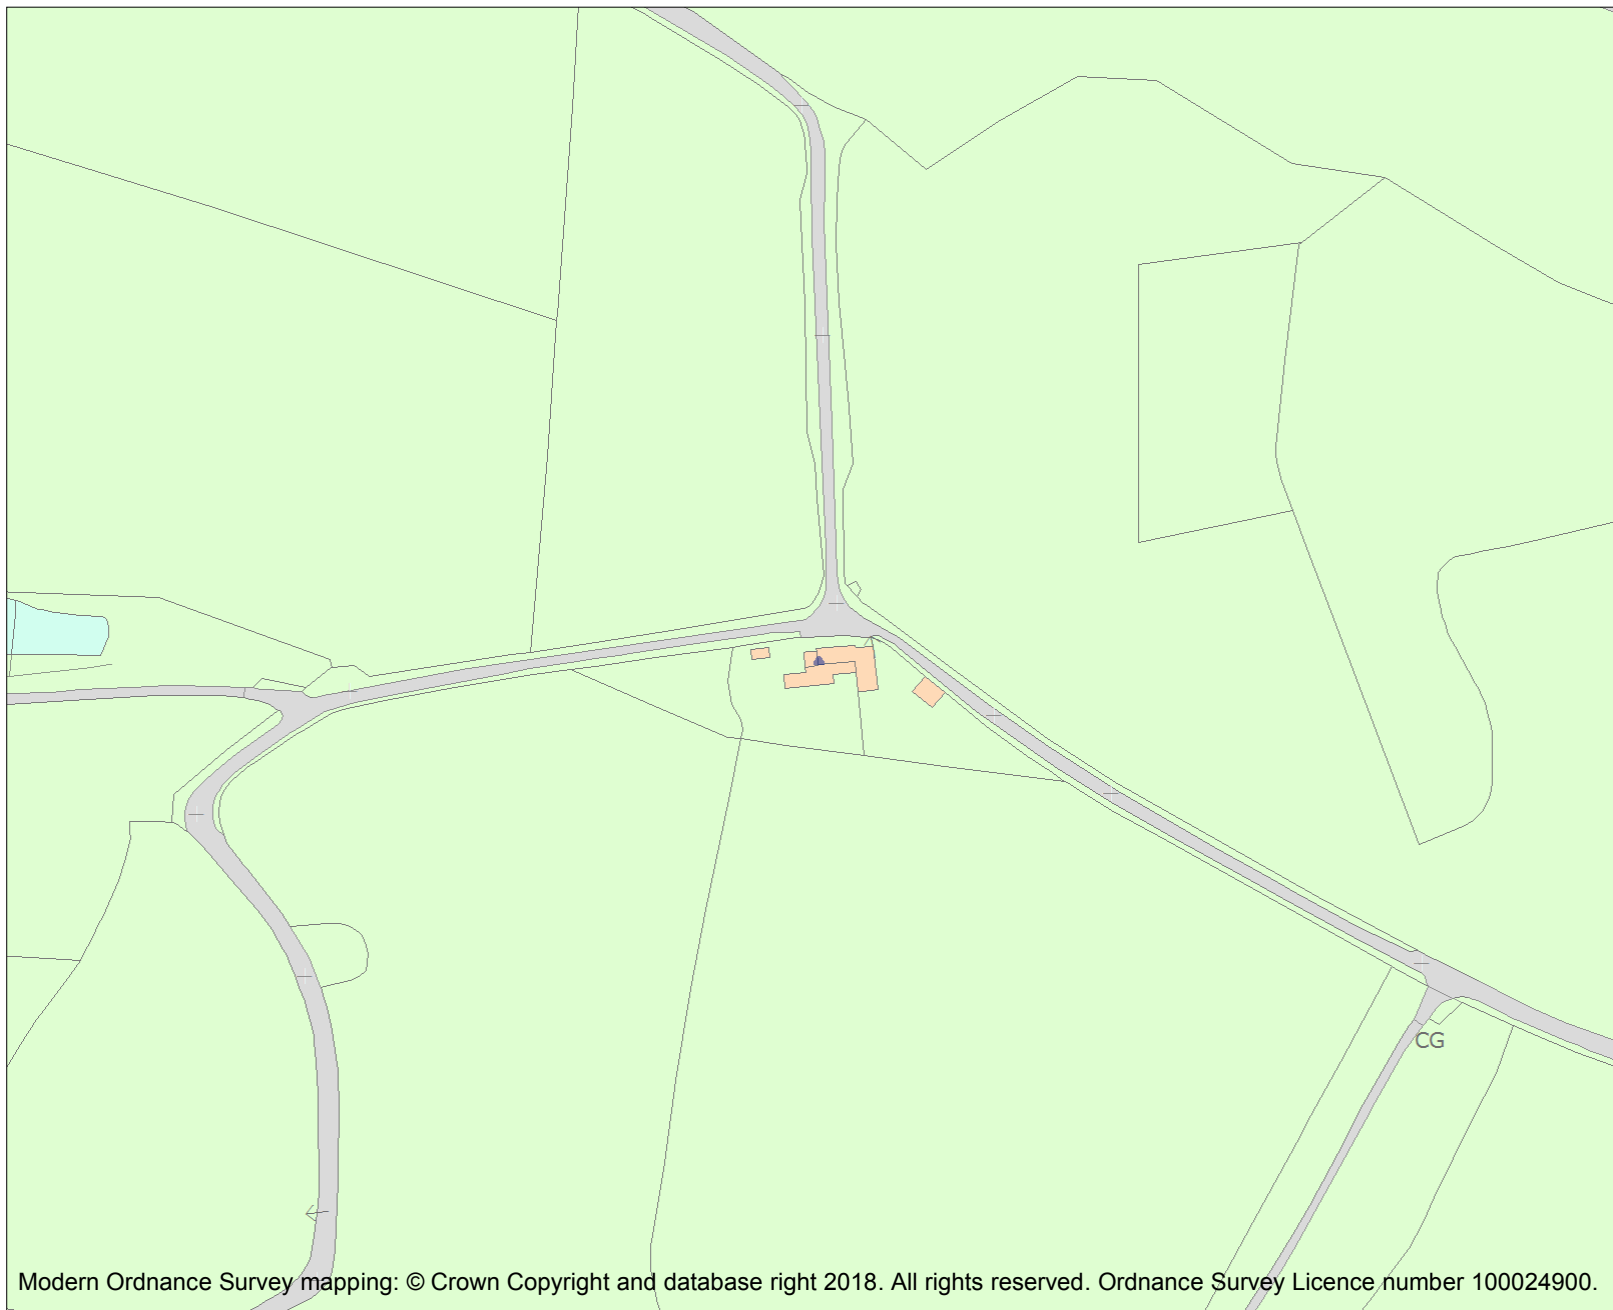 CG
Modern Ordnance Survey mapping: © Crown Copyright and database right 2018. All rights reserved. Ordnance Survey Licence number 100024900.